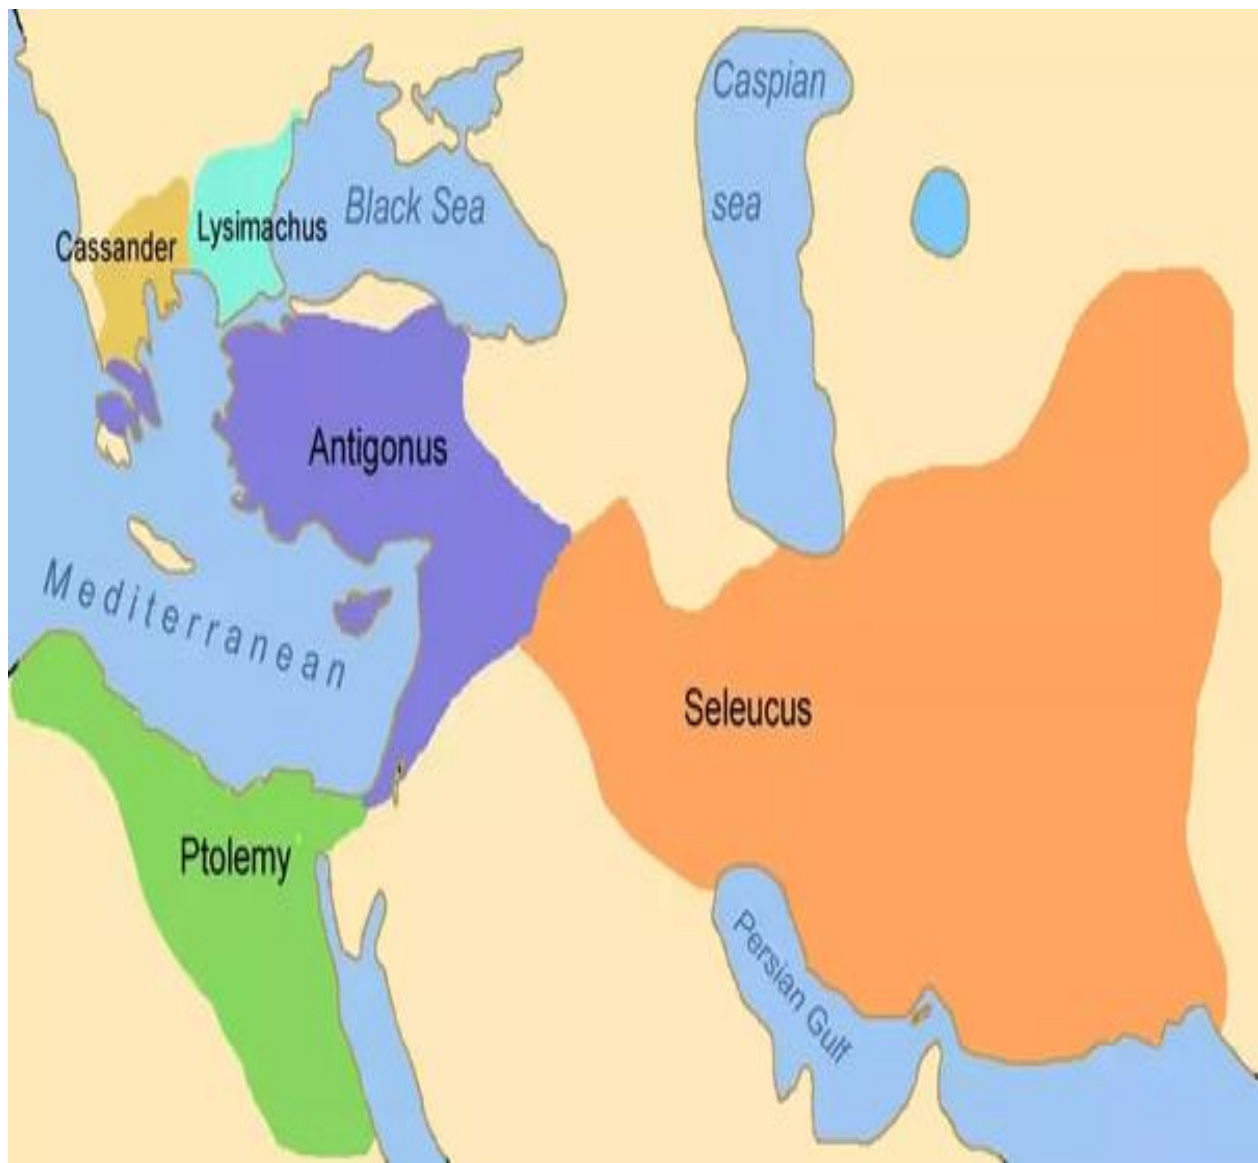 Caspian
sea
Black Sea
Lysimachus
Cassander
Antigonus
Mediterranean
Seleucus
Ptolemy
Persian Gulf